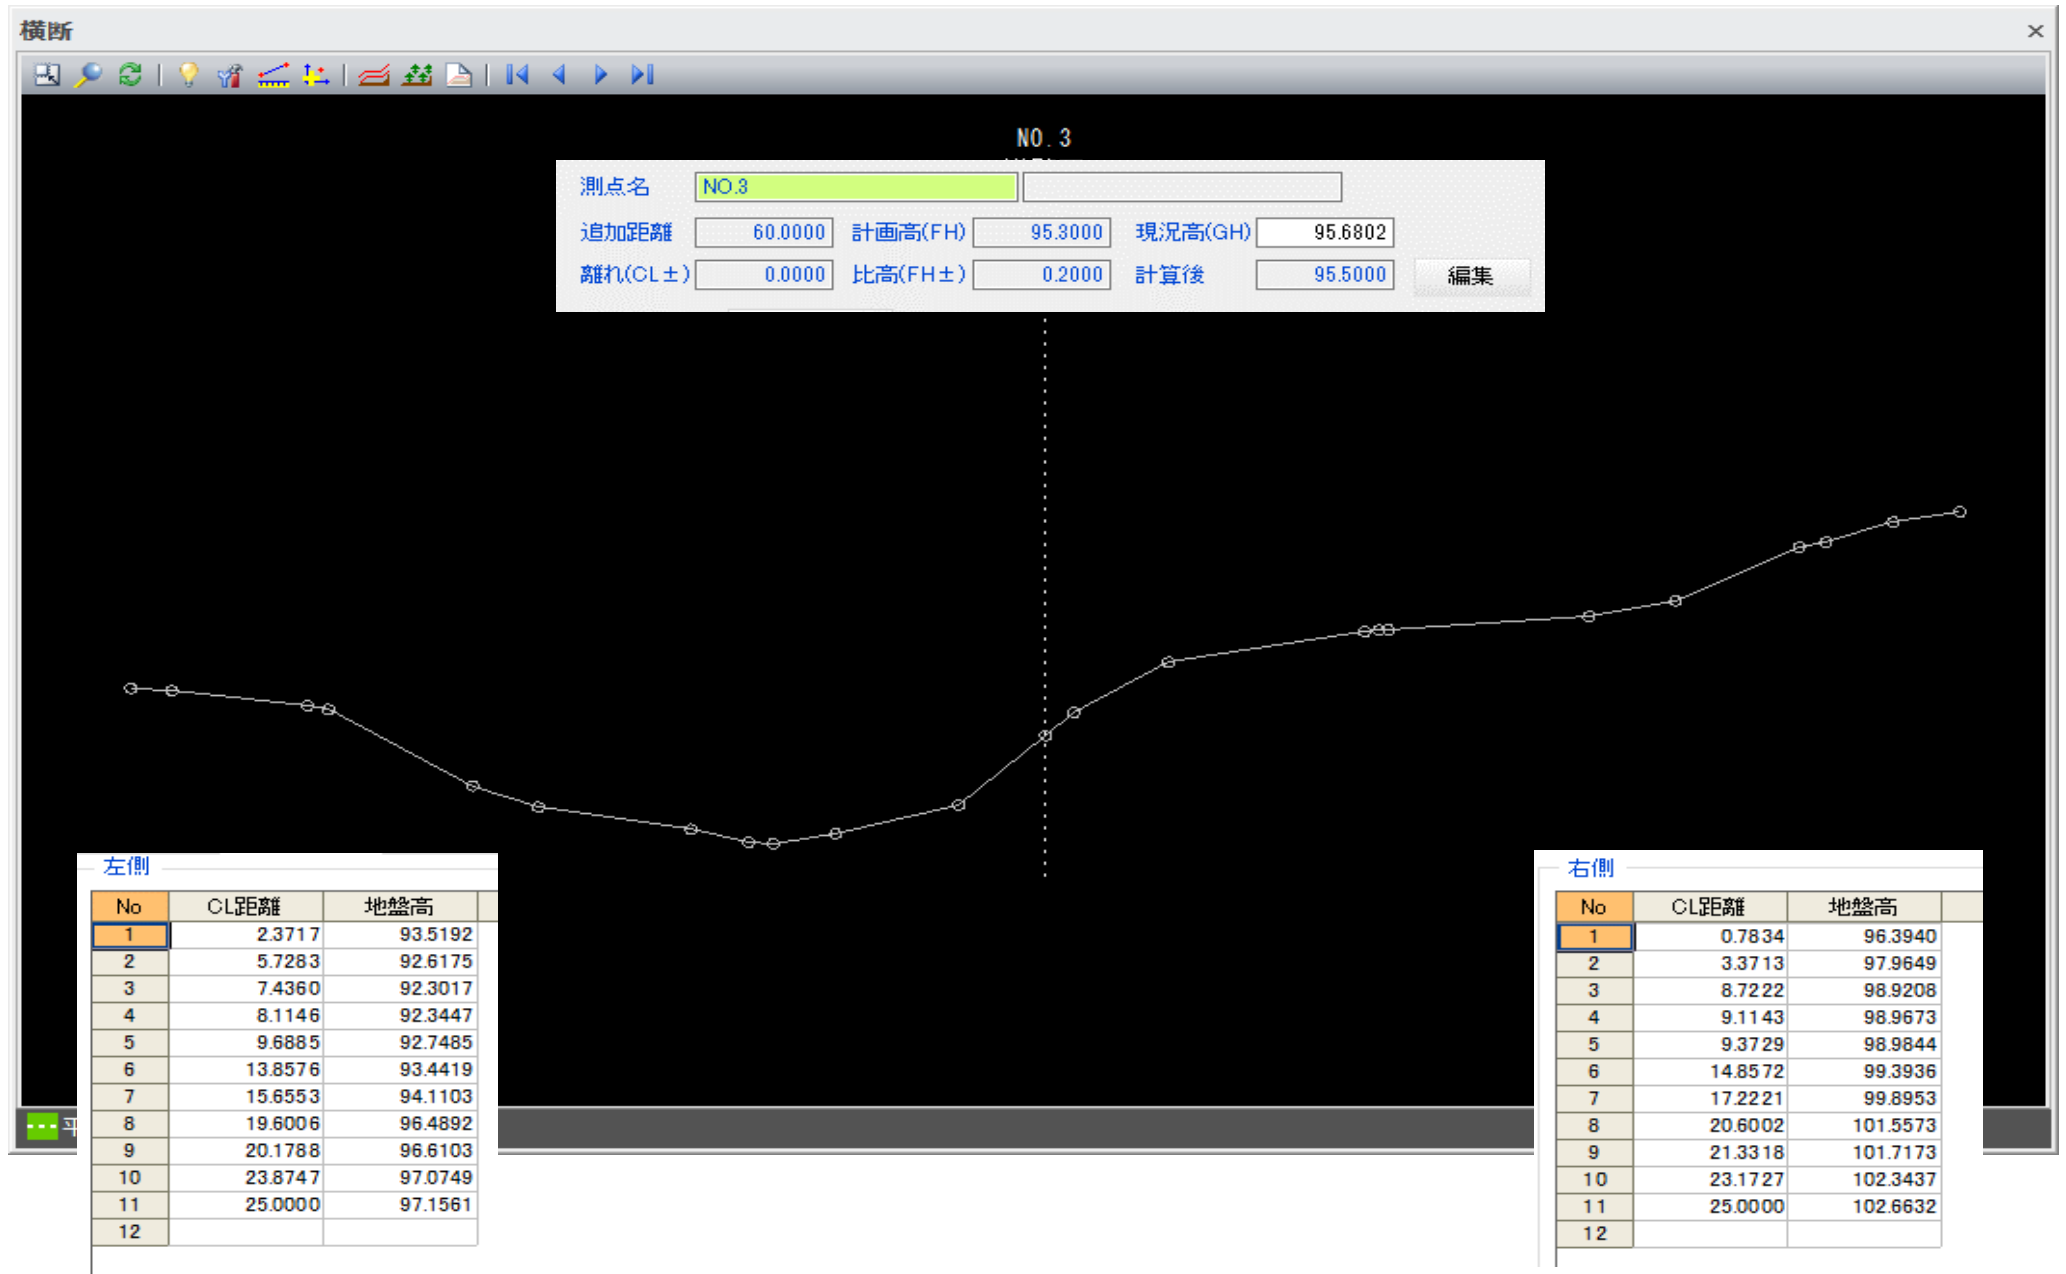 横断
NO.3
測点名 NO.3
追加距離 60.0000 計画高(FH) 95.3000 現況高(GH) 95.6802
離れ(CL±) 0.0000 比高(FH±) 0.2000 計算後 95.5000 編集
左側
No CL距離 地盤高
1 2.3717 93.5192
2 5.7283 92.6175
3 7.4360 92.3017
4 8.1146 92.3447
5 9.6885 92.7485
6 13.8576 93.4419
7 15.6553 94.1103
8 19.6006 96.4892
9 20.1788 96.6103
10 23.8747 97.0749
11 25.0000 97.1561
12
右側
No CL距離 地盤高
1 0.7834 96.3940
2 3.3713 97.9649
3 8.7222 98.9208
4 9.1143 98.9673
5 9.3729 98.9844
6 14.8572 99.3936
7 17.2221 99.8953
8 20.6002 101.5573
9 21.3318 101.7173
10 23.1727 102.3437
11 25.0000 102.6632
12